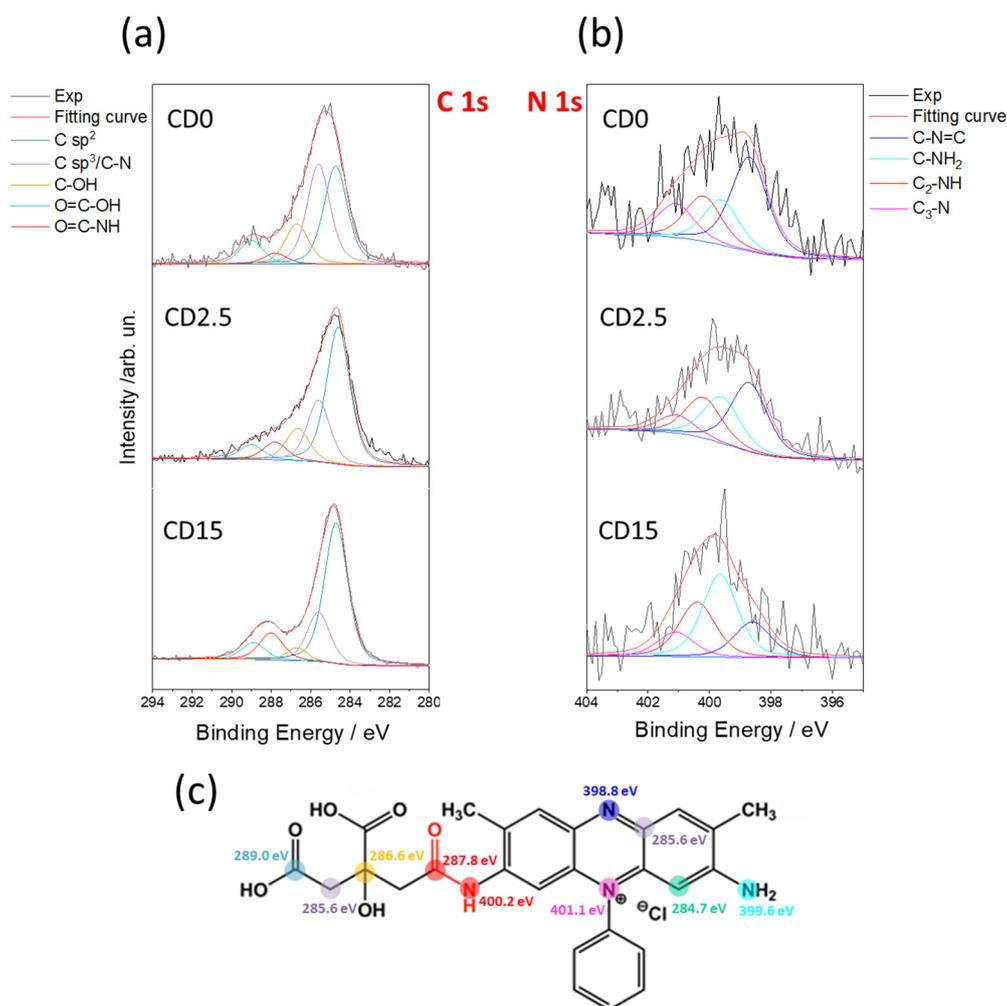 (a)
(b)
Exp
Fitting curve
C sp²
C sp³/C-N
C-OH
O=C-OH
O=C-NH
CD0
C 1s
N 1s
CD0
Exp
Fitting curve
C-N=C
C-NH₂
C₂-NH
C₃-N
CD2.5
CD2.5
Intensity /arb. un.
CD15
CD15
294 292 290 288 286 284 282 280
404 402 400 398 396
Binding Energy / eV
Binding Energy / eV
(c)
398.8 eV
HO O H₃C N CH₃
O 289.0 eV 286.6 eV O 287.8 eV 285.6 eV
HO 285.6 eV OH N H 400.2 eV 401.1 eV N ⊕ ⊖Cl 284.7 eV NH₂ 399.6 eV